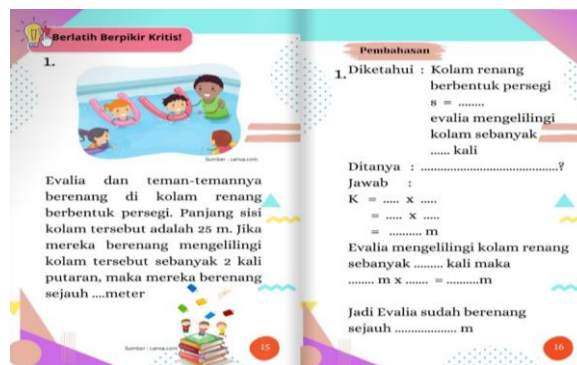 Berlatih Berpikir Kritis!
1.
Sumber : canva.com
Evalia dan teman-temannya
berenang di kolam renang
berbentuk persegi. Panjang sisi
kolam tersebut adalah 25 m. Jika
mereka berenang mengelilingi
kolam tersebut sebanyak 2 kali
putaran, maka mereka berenang
sejauh ....meter
Sumber : canva.com
15
Pembahasan
1. Diketahui : Kolam renang
berbentuk persegi
s = ........
evalia mengelilingi
kolam sebanyak
...... kali
Ditanya : ..........................................?
Jawab :
K = ..... x .....
= ..... x .....
= .......... m
Evalia mengelilingi kolam renang
sebanyak ......... kali maka
........ m x ....... = ..........m
Jadi Evalia sudah berenang
sejauh ................... m
16